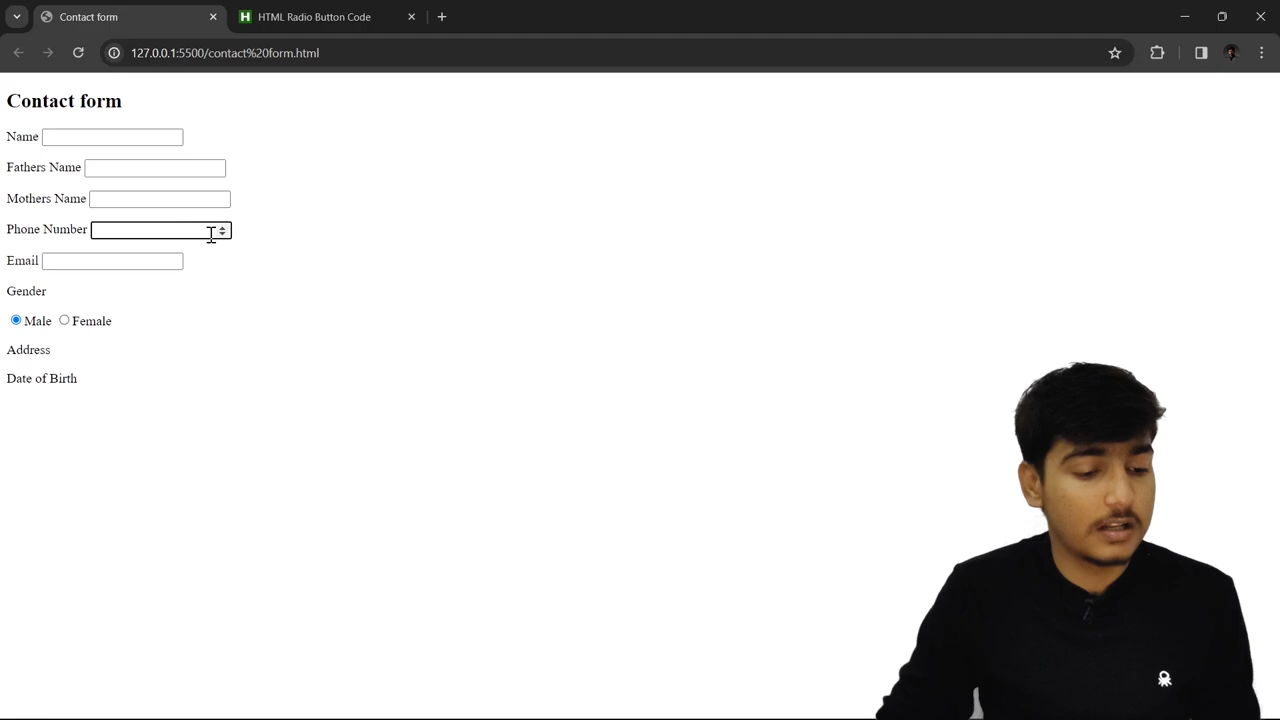 Contact form
HTML Radio Button Code
127.0.0.1:5500/contact%20form.html
Contact form
Name
Fathers Name
Mothers Name
Phone Number
Email
Gender
Male Female
Address
Date of Birth